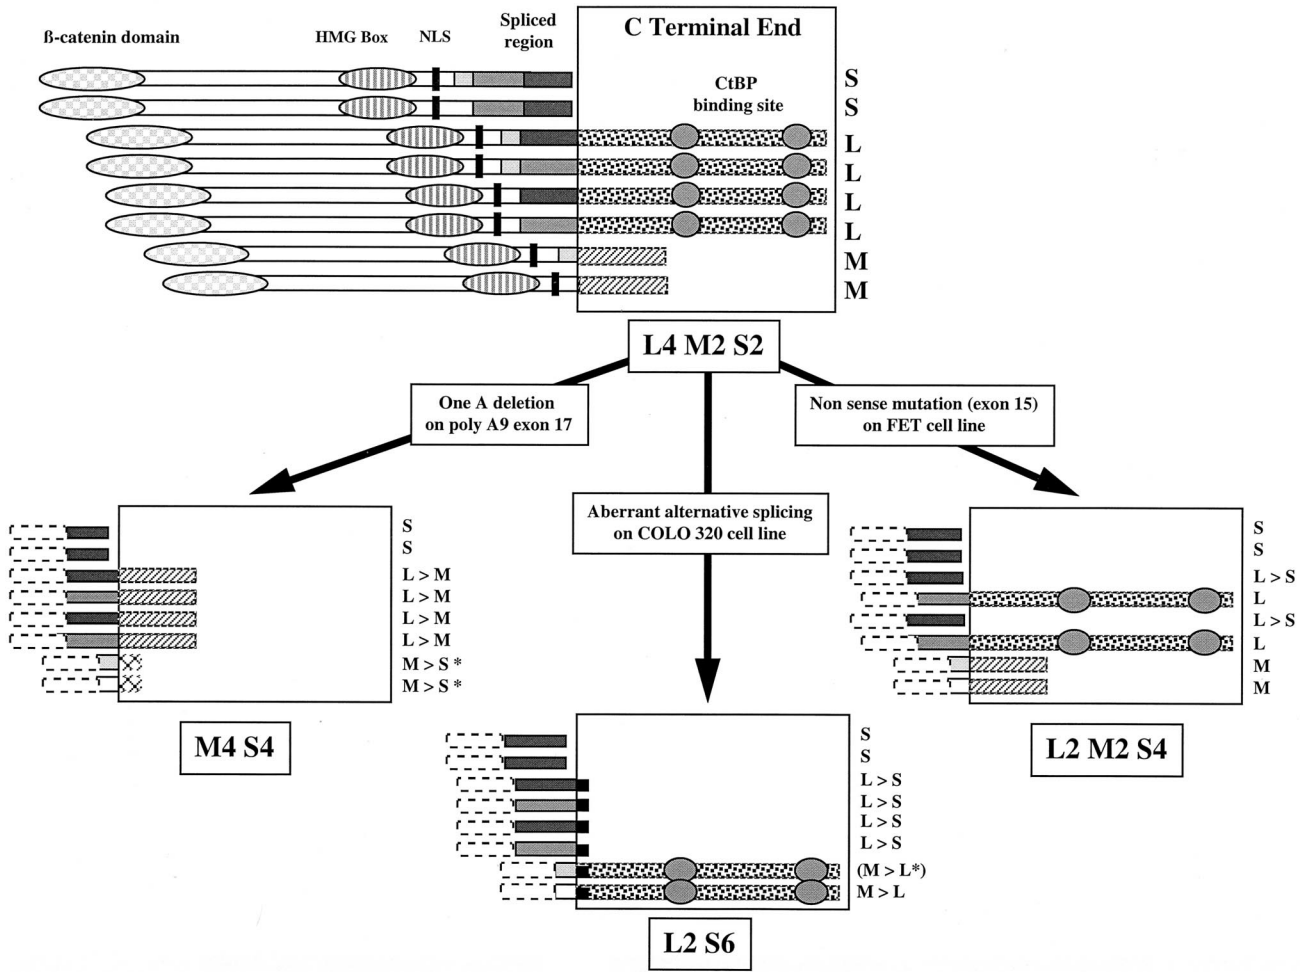 ß-catenin domain
HMG Box
NLS
Spliced
region
C Terminal End
CtBP
binding site
S
S
L
L
L
L
M
M
L4 M2 S2
One A deletion
on poly A9 exon 17
Non sense mutation (exon 15)
on FET cell line
Aberrant alternative splicing
on COLO 320 cell line
S
S
L > M
L > M
L > M
L > M
M > S *
M > S *
M4 S4
S
S
L > S
L > S
L > S
L > S
(M > L*)
M > L
L2 S6
S
S
L > S
L
L > S
L
M
M
L2 M2 S4